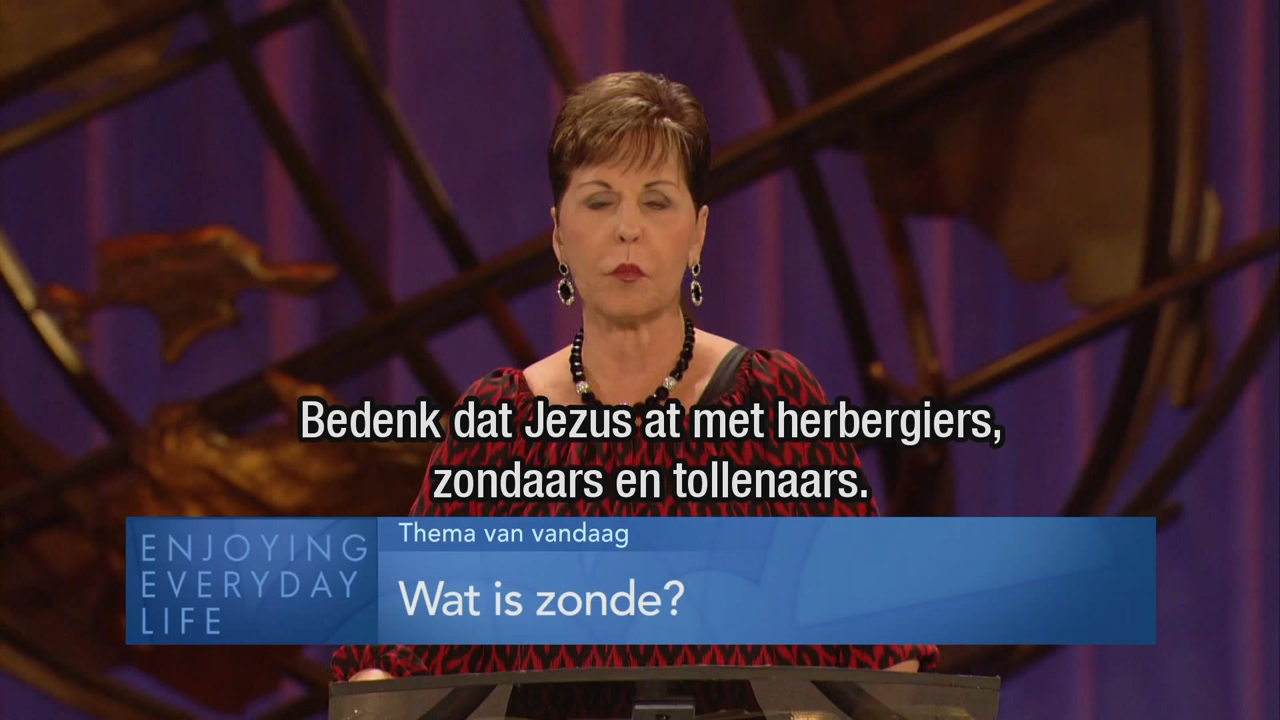 Bedenk dat Jezus at met herbergiers,
zondaars en tollenaars.
ENJOYING
EVERYDAY
LIFE
Thema van vandaag
Wat is zonde?